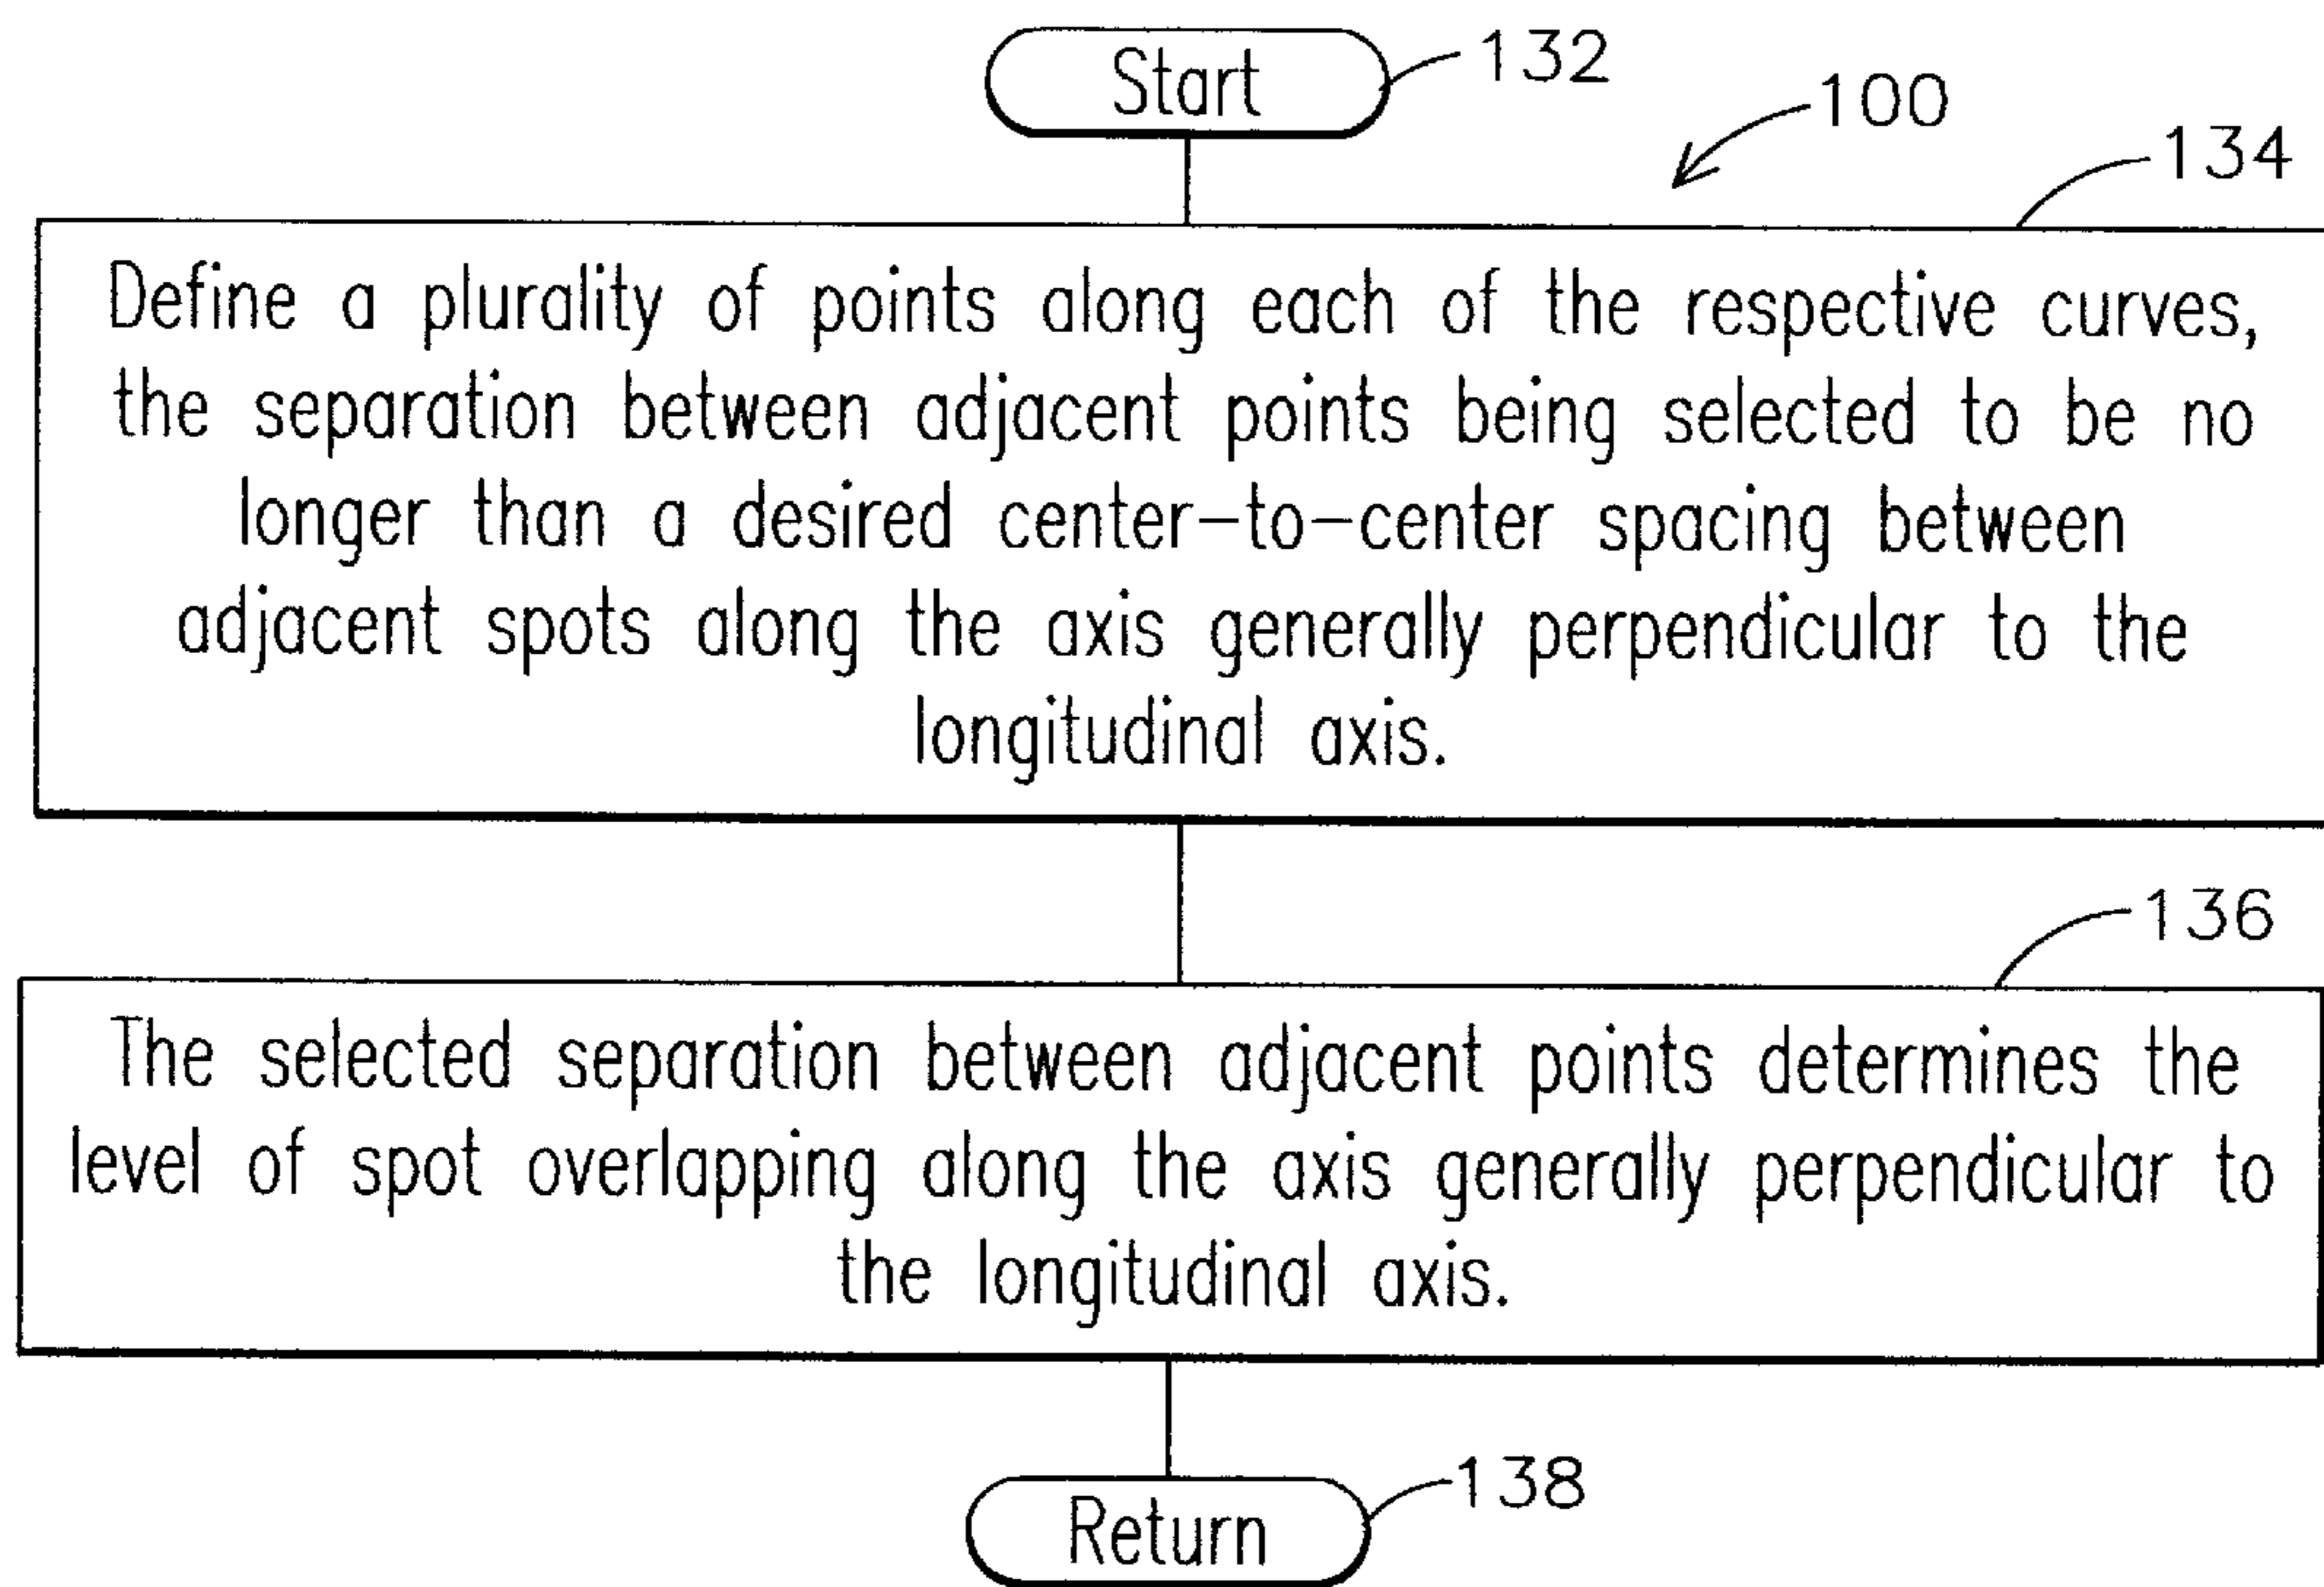 Start
132
100
134
Define a plurality of points along each of the respective curves,
the separation between adjacent points being selected to be no
longer than a desired center-to-center spacing between
adjacent spots along the axis generally perpendicular to the
longitudinal axis.
136
The selected separation between adjacent points determines the
level of spot overlapping along the axis generally perpendicular to
the longitudinal axis.
Return
138